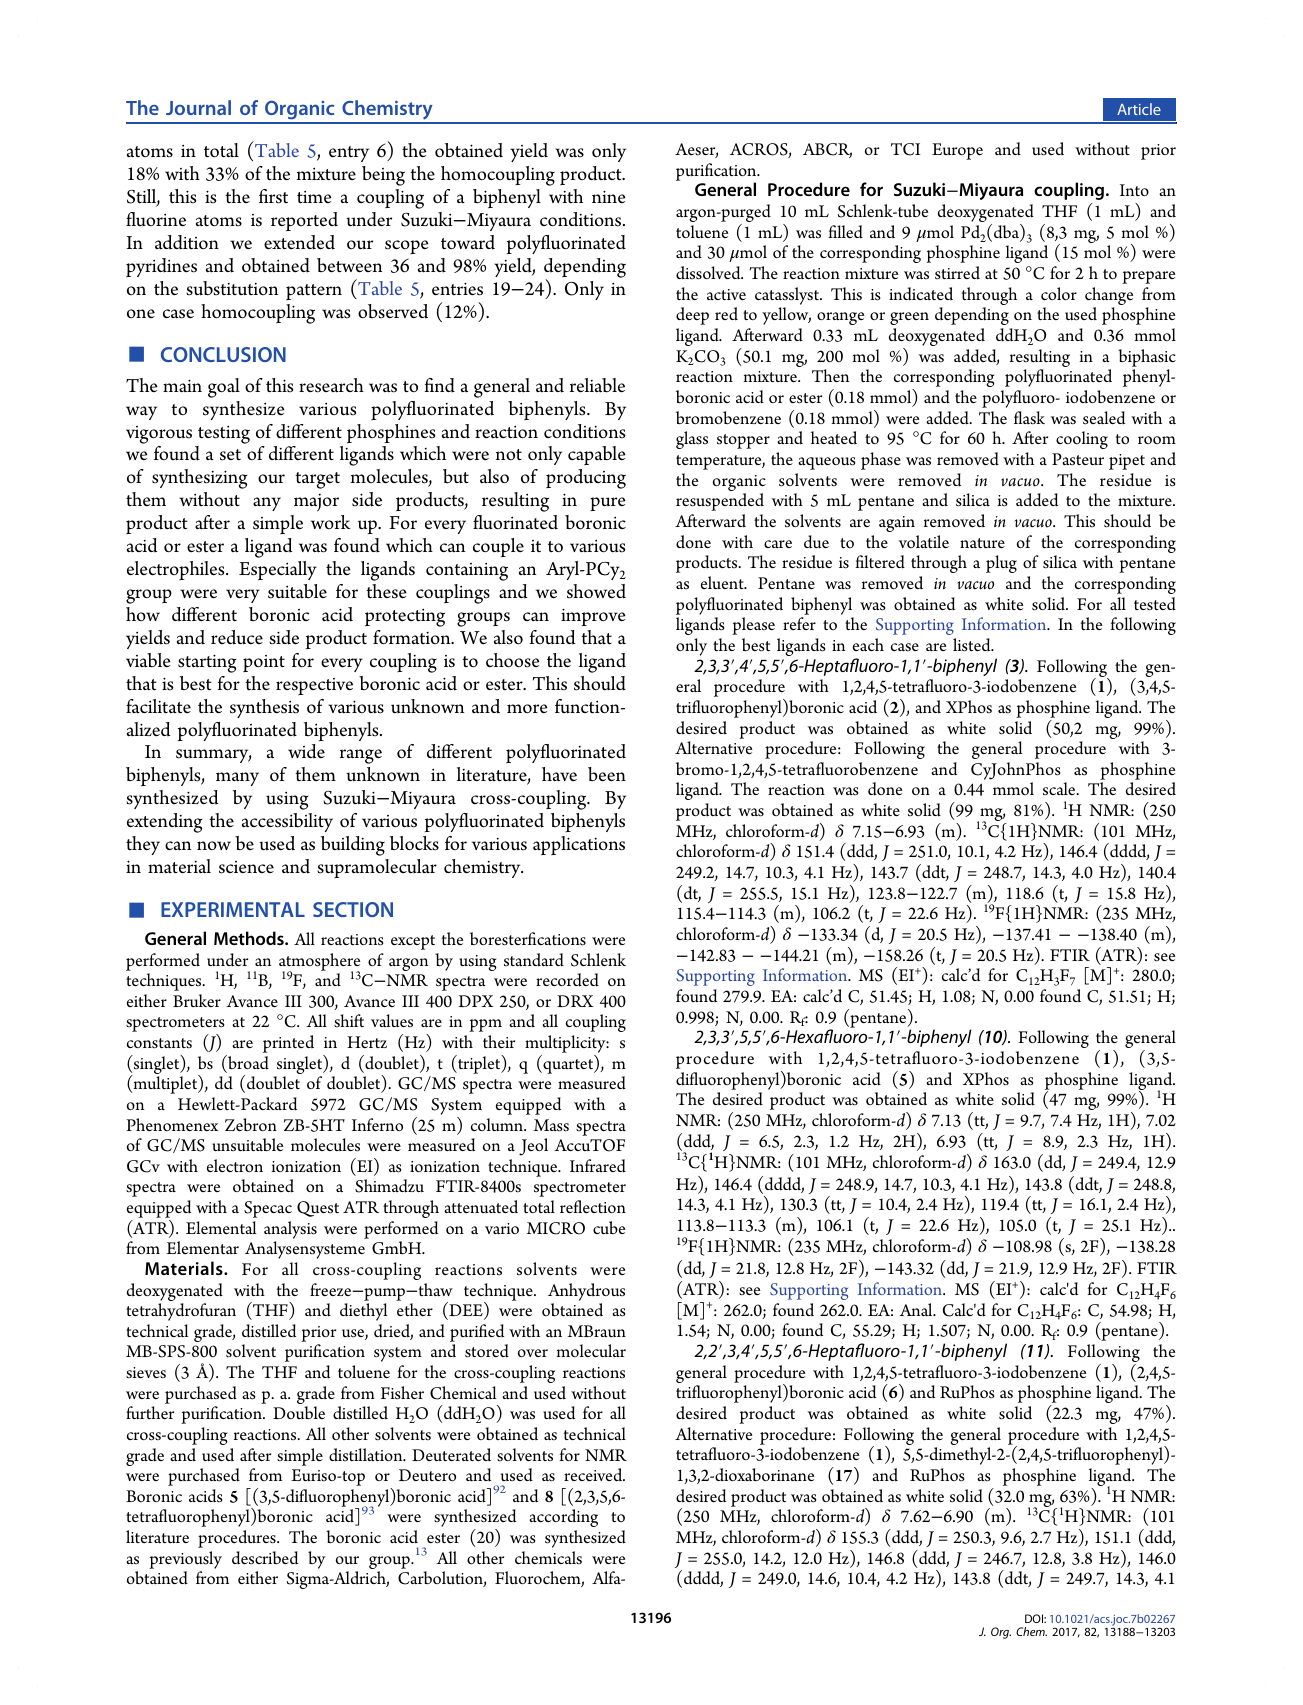 The Journal of Organic Chemistry
Article
atoms in total (Table 5, entry 6) the obtained yield was only
18% with 33% of the mixture being the homocoupling product.
Still, this is the first time a coupling of a biphenyl with nine
fluorine atoms is reported under Suzuki−Miyaura conditions.
In addition we extended our scope toward polyfluorinated
pyridines and obtained between 36 and 98% yield, depending
on the substitution pattern (Table 5, entries 19−24). Only in
one case homocoupling was observed (12%).
■ CONCLUSION
The main goal of this research was to find a general and reliable
way to synthesize various polyfluorinated biphenyls. By
vigorous testing of different phosphines and reaction conditions
we found a set of different ligands which were not only capable
of synthesizing our target molecules, but also of producing
them without any major side products, resulting in pure
product after a simple work up. For every fluorinated boronic
acid or ester a ligand was found which can couple it to various
electrophiles. Especially the ligands containing an Aryl-PCy₂
group were very suitable for these couplings and we showed
how different boronic acid protecting groups can improve
yields and reduce side product formation. We also found that a
viable starting point for every coupling is to choose the ligand
that is best for the respective boronic acid or ester. This should
facilitate the synthesis of various unknown and more function-
alized polyfluorinated biphenyls.
In summary, a wide range of different polyfluorinated
biphenyls, many of them unknown in literature, have been
synthesized by using Suzuki−Miyaura cross-coupling. By
extending the accessibility of various polyfluorinated biphenyls
they can now be used as building blocks for various applications
in material science and supramolecular chemistry.
■ EXPERIMENTAL SECTION
General Methods. All reactions except the boresterfications were
performed under an atmosphere of argon by using standard Schlenk
techniques. ¹H, ¹¹B, ¹⁹F, and ¹³C−NMR spectra were recorded on
either Bruker Avance III 300, Avance III 400 DPX 250, or DRX 400
spectrometers at 22 °C. All shift values are in ppm and all coupling
constants (J) are printed in Hertz (Hz) with their multiplicity: s
(singlet), bs (broad singlet), d (doublet), t (triplet), q (quartet), m
(multiplet), dd (doublet of doublet). GC/MS spectra were measured
on a Hewlett-Packard 5972 GC/MS System equipped with a
Phenomenex Zebron ZB-5HT Inferno (25 m) column. Mass spectra
of GC/MS unsuitable molecules were measured on a Jeol AccuTOF
GCv with electron ionization (EI) as ionization technique. Infrared
spectra were obtained on a Shimadzu FTIR-8400s spectrometer
equipped with a Specac Quest ATR through attenuated total reflection
(ATR). Elemental analysis were performed on a vario MICRO cube
from Elementar Analysensysteme GmbH.
Materials. For all cross-coupling reactions solvents were
deoxygenated with the freeze−pump−thaw technique. Anhydrous
tetrahydrofuran (THF) and diethyl ether (DEE) were obtained as
technical grade, distilled prior use, dried, and purified with an MBraun
MB-SPS-800 solvent purification system and stored over molecular
sieves (3 Å). The THF and toluene for the cross-coupling reactions
were purchased as p. a. grade from Fisher Chemical and used without
further purification. Double distilled H₂O (ddH₂O) was used for all
cross-coupling reactions. All other solvents were obtained as technical
grade and used after simple distillation. Deuterated solvents for NMR
were purchased from Euriso-top or Deutero and used as received.
Boronic acids 5 [(3,5-difluorophenyl)boronic acid]⁹² and 8 [(2,3,5,6-
tetrafluorophenyl)boronic acid]⁹³ were synthesized according to
literature procedures. The boronic acid ester (20) was synthesized
as previously described by our group.¹³ All other chemicals were
obtained from either Sigma-Aldrich, Carbolution, Fluorochem, Alfa-
Aeser, ACROS, ABCR, or TCI Europe and used without prior
purification.
General Procedure for Suzuki−Miyaura coupling. Into an
argon-purged 10 mL Schlenk-tube deoxygenated THF (1 mL) and
toluene (1 mL) was filled and 9 μmol Pd₂(dba)₃ (8,3 mg, 5 mol %)
and 30 μmol of the corresponding phosphine ligand (15 mol %) were
dissolved. The reaction mixture was stirred at 50 °C for 2 h to prepare
the active catasslyst. This is indicated through a color change from
deep red to yellow, orange or green depending on the used phosphine
ligand. Afterward 0.33 mL deoxygenated ddH₂O and 0.36 mmol
K₂CO₃ (50.1 mg, 200 mol %) was added, resulting in a biphasic
reaction mixture. Then the corresponding polyfluorinated phenyl-
boronic acid or ester (0.18 mmol) and the polyfluoro- iodobenzene or
bromobenzene (0.18 mmol) were added. The flask was sealed with a
glass stopper and heated to 95 °C for 60 h. After cooling to room
temperature, the aqueous phase was removed with a Pasteur pipet and
the organic solvents were removed in vacuo. The residue is
resuspended with 5 mL pentane and silica is added to the mixture.
Afterward the solvents are again removed in vacuo. This should be
done with care due to the volatile nature of the corresponding
products. The residue is filtered through a plug of silica with pentane
as eluent. Pentane was removed in vacuo and the corresponding
polyfluorinated biphenyl was obtained as white solid. For all tested
ligands please refer to the Supporting Information. In the following
only the best ligands in each case are listed.
2,3,3′,4′,5,5′,6-Heptafluoro-1,1′-biphenyl (3). Following the gen-
eral procedure with 1,2,4,5-tetrafluoro-3-iodobenzene (1), (3,4,5-
trifluorophenyl)boronic acid (2), and XPhos as phosphine ligand. The
desired product was obtained as white solid (50,2 mg, 99%).
Alternative procedure: Following the general procedure with 3-
bromo-1,2,4,5-tetrafluorobenzene and CyJohnPhos as phosphine
ligand. The reaction was done on a 0.44 mmol scale. The desired
product was obtained as white solid (99 mg, 81%). ¹H NMR: (250
MHz, chloroform-d) δ 7.15−6.93 (m). ¹³C{1H}NMR: (101 MHz,
chloroform-d) δ 151.4 (ddd, J = 251.0, 10.1, 4.2 Hz), 146.4 (dddd, J =
249.2, 14.7, 10.3, 4.1 Hz), 143.7 (ddt, J = 248.7, 14.3, 4.0 Hz), 140.4
(dt, J = 255.5, 15.1 Hz), 123.8−122.7 (m), 118.6 (t, J = 15.8 Hz),
115.4−114.3 (m), 106.2 (t, J = 22.6 Hz). ¹⁹F{1H}NMR: (235 MHz,
chloroform-d) δ −133.34 (d, J = 20.5 Hz), −137.41 − −138.40 (m),
−142.83 − −144.21 (m), −158.26 (t, J = 20.5 Hz). FTIR (ATR): see
Supporting Information. MS (EI⁺): calc'd for C₁₂H₃F₇ [M]⁺: 280.0;
found 279.9. EA: calc'd C, 51.45; H, 1.08; N, 0.00 found C, 51.51; H;
0.998; N, 0.00. Rf: 0.9 (pentane).
2,3,3′,5,5′,6-Hexafluoro-1,1′-biphenyl (10). Following the general
procedure with 1,2,4,5-tetrafluoro-3-iodobenzene (1), (3,5-
difluorophenyl)boronic acid (5) and XPhos as phosphine ligand.
The desired product was obtained as white solid (47 mg, 99%). ¹H
NMR: (250 MHz, chloroform-d) δ 7.13 (tt, J = 9.7, 7.4 Hz, 1H), 7.02
(ddd, J = 6.5, 2.3, 1.2 Hz, 2H), 6.93 (tt, J = 8.9, 2.3 Hz, 1H).
¹³C{¹H}NMR: (101 MHz, chloroform-d) δ 163.0 (dd, J = 249.4, 12.9
Hz), 146.4 (dddd, J = 248.9, 14.7, 10.3, 4.1 Hz), 143.8 (ddt, J = 248.8,
14.3, 4.1 Hz), 130.3 (tt, J = 10.4, 2.4 Hz), 119.4 (tt, J = 16.1, 2.4 Hz),
113.8−113.3 (m), 106.1 (t, J = 22.6 Hz), 105.0 (t, J = 25.1 Hz)..
¹⁹F{1H}NMR: (235 MHz, chloroform-d) δ −108.98 (s, 2F), −138.28
(dd, J = 21.8, 12.8 Hz, 2F), −143.32 (dd, J = 21.9, 12.9 Hz, 2F). FTIR
(ATR): see Supporting Information. MS (EI⁺): calc'd for C₁₂H₄F₆
[M]⁺: 262.0; found 262.0. EA: Anal. Calc'd for C₁₂H₄F₆: C, 54.98; H,
1.54; N, 0.00; found C, 55.29; H; 1.507; N, 0.00. Rf: 0.9 (pentane).
2,2′,3,4′,5,5′,6-Heptafluoro-1,1′-biphenyl (11). Following the
general procedure with 1,2,4,5-tetrafluoro-3-iodobenzene (1), (2,4,5-
trifluorophenyl)boronic acid (6) and RuPhos as phosphine ligand. The
desired product was obtained as white solid (22.3 mg, 47%).
Alternative procedure: Following the general procedure with 1,2,4,5-
tetrafluoro-3-iodobenzene (1), 5,5-dimethyl-2-(2,4,5-trifluorophenyl)-
1,3,2-dioxaborinane (17) and RuPhos as phosphine ligand. The
desired product was obtained as white solid (32.0 mg, 63%). ¹H NMR:
(250 MHz, chloroform-d) δ 7.62−6.90 (m). ¹³C{¹H}NMR: (101
MHz, chloroform-d) δ 155.3 (ddd, J = 250.3, 9.6, 2.7 Hz), 151.1 (ddd,
J = 255.0, 14.2, 12.0 Hz), 146.8 (ddd, J = 246.7, 12.8, 3.8 Hz), 146.0
(dddd, J = 249.0, 14.6, 10.4, 4.2 Hz), 143.8 (ddt, J = 249.7, 14.3, 4.1
13196
DOI: 10.1021/acs.joc.7b02267
J. Org. Chem. 2017, 82, 13188−13203